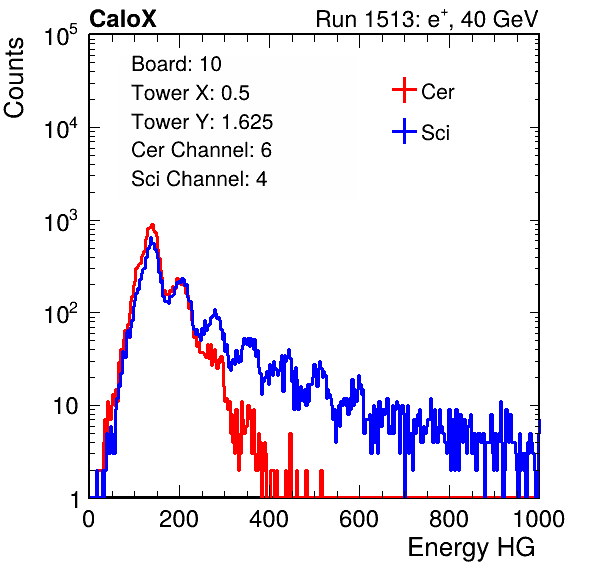 CaloX Run 1513: e⁺, 40 GeV
Counts
Board: 10
Tower X: 0.5
Tower Y: 1.625
Cer Channel: 6
Sci Channel: 4
Cer
Sci
10⁵
10⁴
10³
10²
10
1
0 200 400 600 800 1000
Energy HG